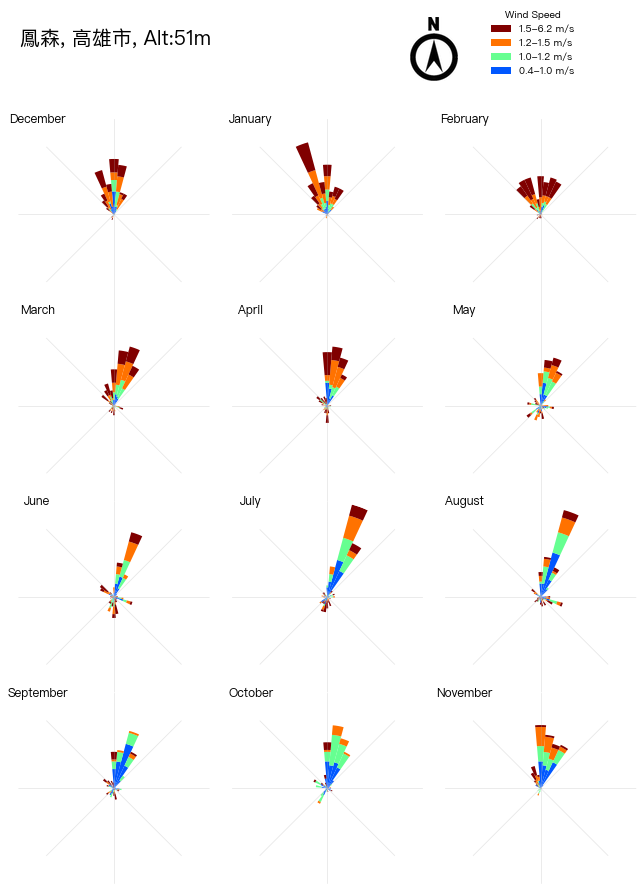 鳳森, 高雄市, Alt:51m
N
Wind Speed
1.5–6.2 m/s
1.2–1.5 m/s
1.0–1.2 m/s
0.4–1.0 m/s
December
January
February
March
April
May
June
July
August
September
October
November